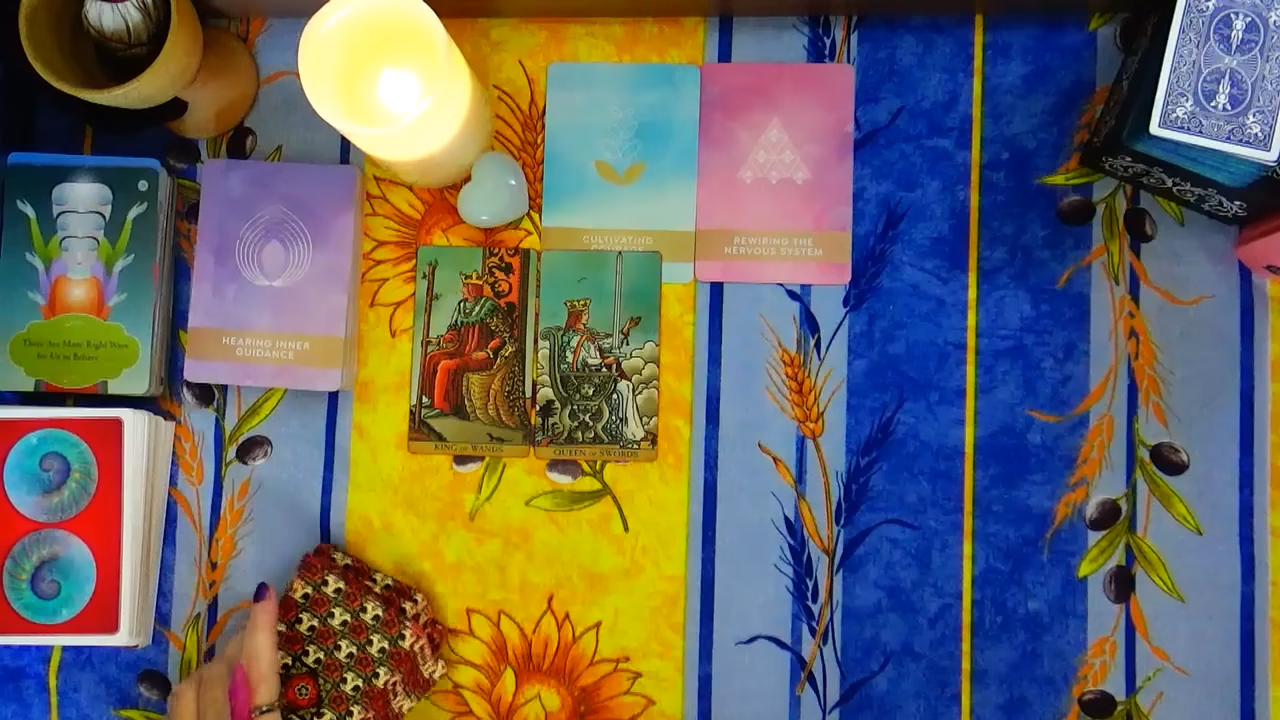 CULTIVATING
COURAGE
REWIRING THE
NERVOUS SYSTEM
There Are Many Right Ways
for Us to Behave
HEARING INNER
GUIDANCE
KING OF WANDS
QUEEN OF SWORDS